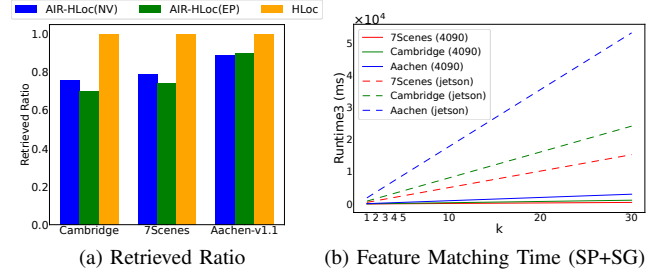 AIR-HLoc(NV) AIR-HLoc(EP) HLoc
1.0
0.8
0.6
0.4
0.2
0.0
Retrieved Ratio
Cambridge 7Scenes Aachen-v1.1
(a) Retrieved Ratio
1e4
5
4
3
2
1
0
Runtime3 (ms)
7Scenes (4090)
Cambridge (4090)
Aachen (4090)
7Scenes (jetson)
Cambridge (jetson)
Aachen (jetson)
1 2 3 4 5 10 20 30
k
(b) Feature Matching Time (SP+SG)